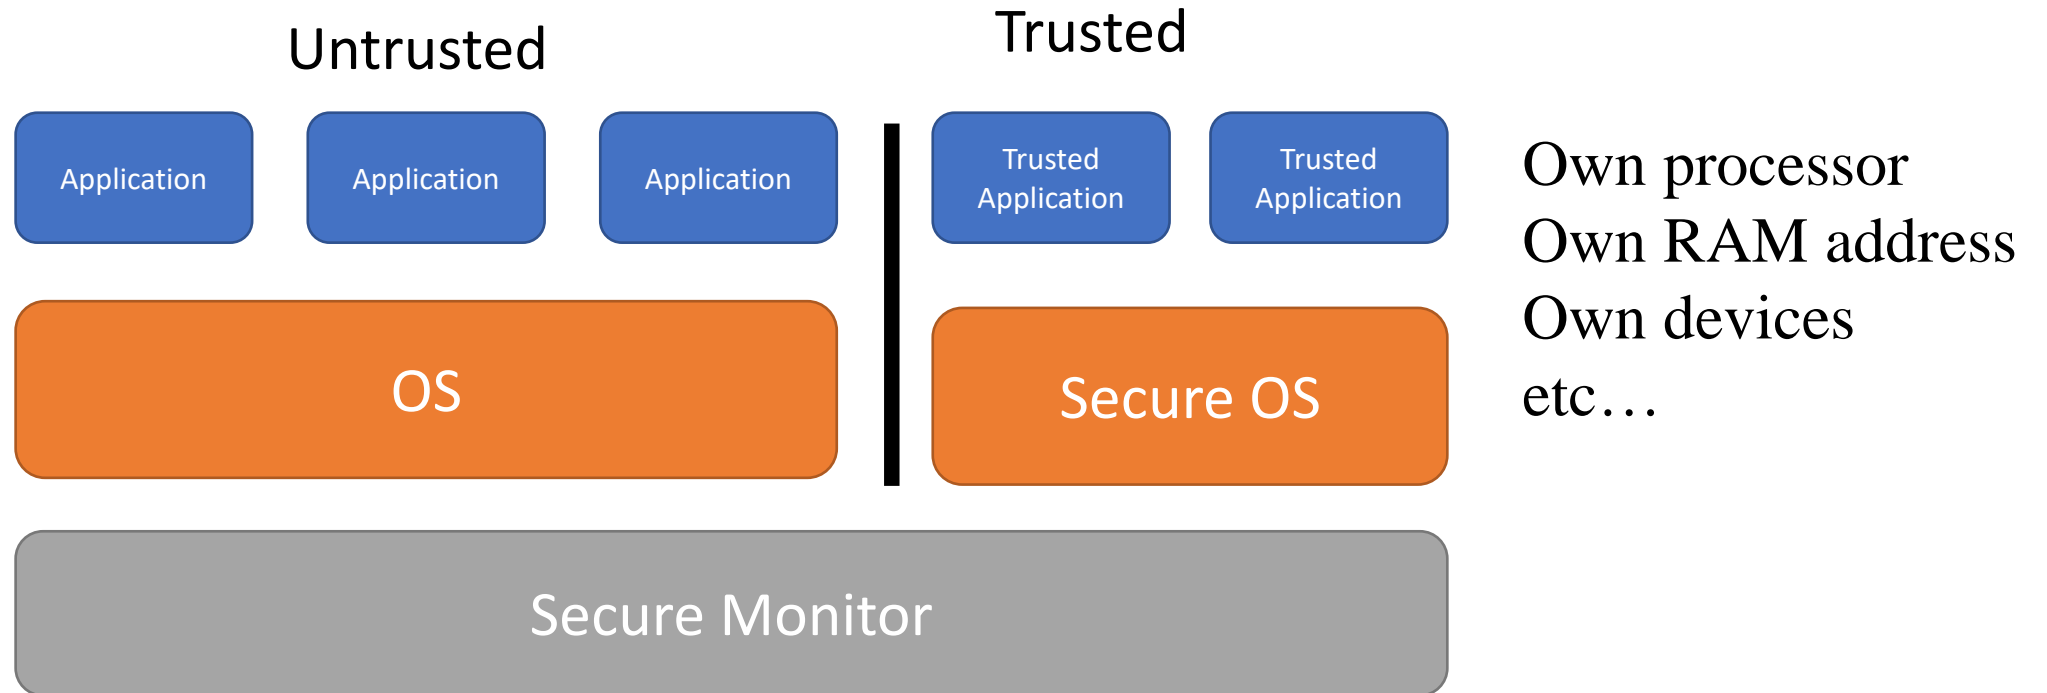 Untrusted
Trusted
Application
Application
Application
Trusted
Application
Trusted
Application
Own processor
Own RAM address
Own devices
etc…
OS
Secure OS
Secure Monitor